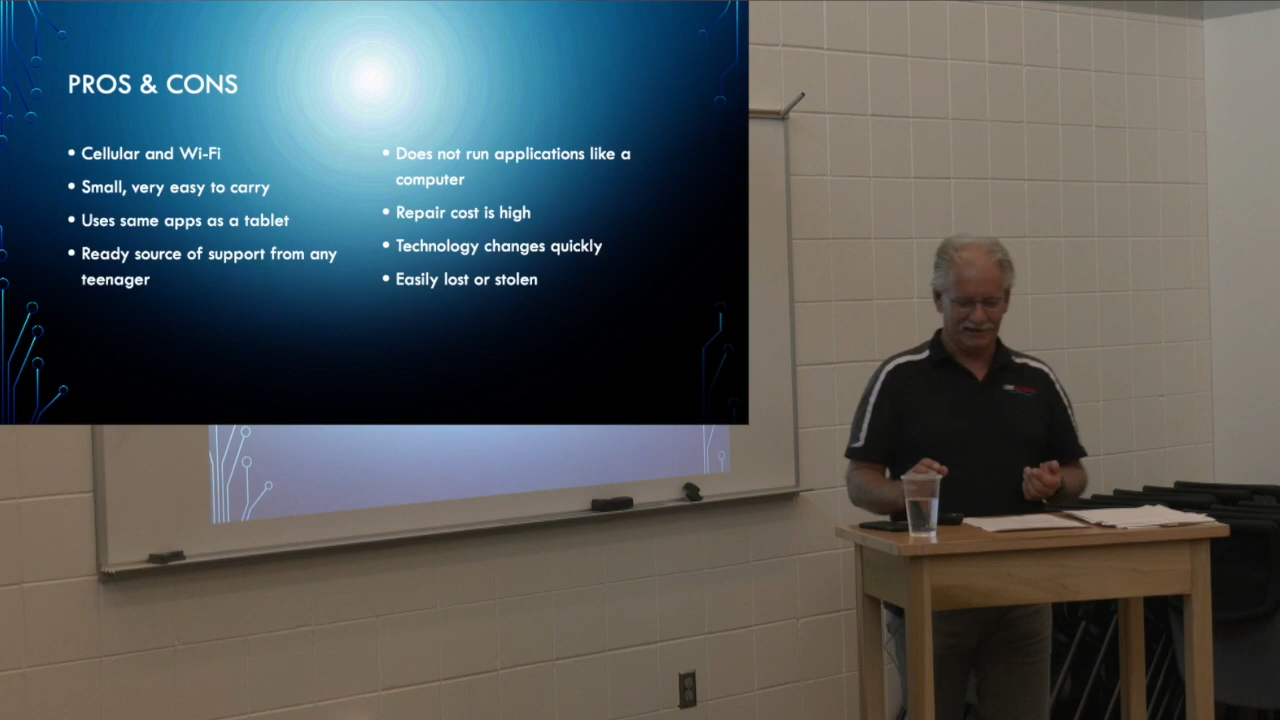 PROS & CONS
• Cellular and Wi-Fi
• Small, very easy to carry
• Uses same apps as a tablet
• Ready source of support from any
teenager
• Does not run applications like a
computer
• Repair cost is high
• Technology changes quickly
• Easily lost or stolen